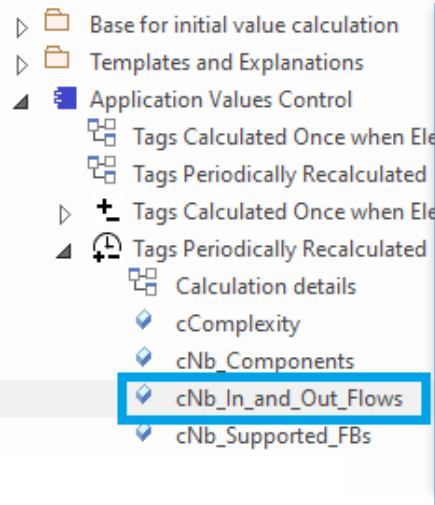 Base for initial value calculation
Templates and Explanations
Application Values Control
Tags Calculated Once when Ele
Tags Periodically Recalculated
Tags Calculated Once when Ele
Tags Periodically Recalculated
Calculation details
cComplexity
cNb_Components
cNb_In_and_Out_Flows
cNb_Supported_FBs